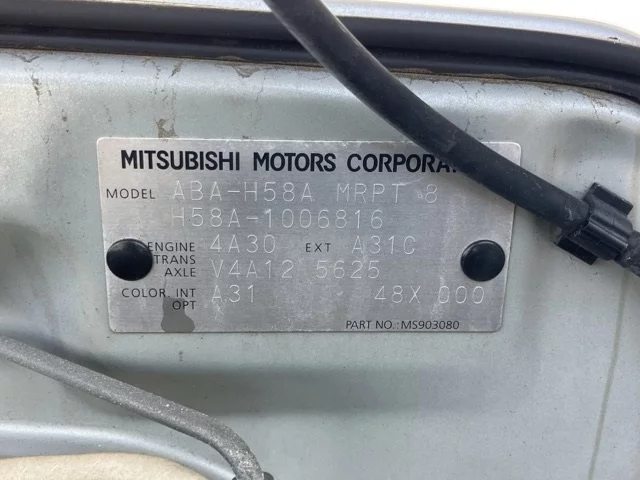 MITSUBISHI MOTORS CORPORA
MODEL ABA-H58A MRPT 8
H58A-1006816
ENGINE 4A30 EXT A31C
TRANS
AXLE V4A12 5625
COLOR, INT A31 48X 000
OPT
PART NO.: MS903080